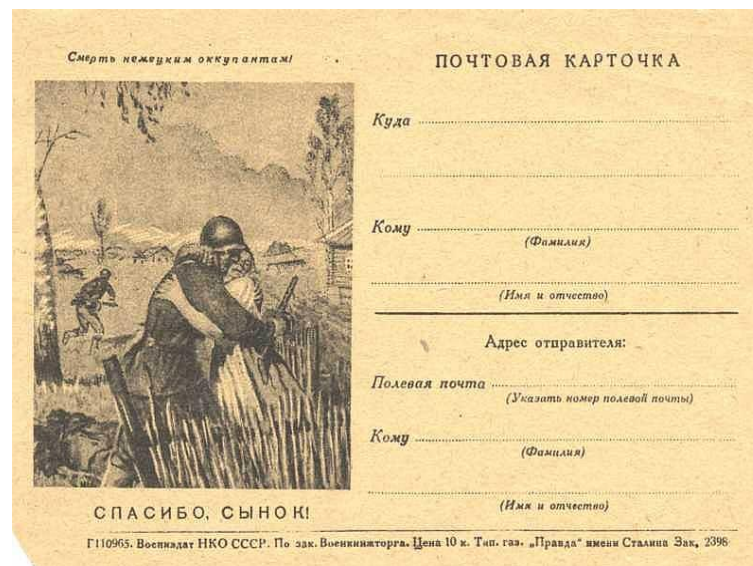 Смерть немецким оккупантам!
СПАСИБО, СЫНОК!
ПОЧТОВАЯ КАРТОЧКА
Куда
Кому
(Фамилия)
(Имя и отчество)
Адрес отправителя:
Полевая почта
(Указать номер полевой почты)
Кому
(Фамилия)
(Имя и отчество)
Г110965. Воениздат НКО СССР. По зак. Военкнижторга. Цена 10 к. Тип. газ. „Правда" имени Сталина Зак, 2398